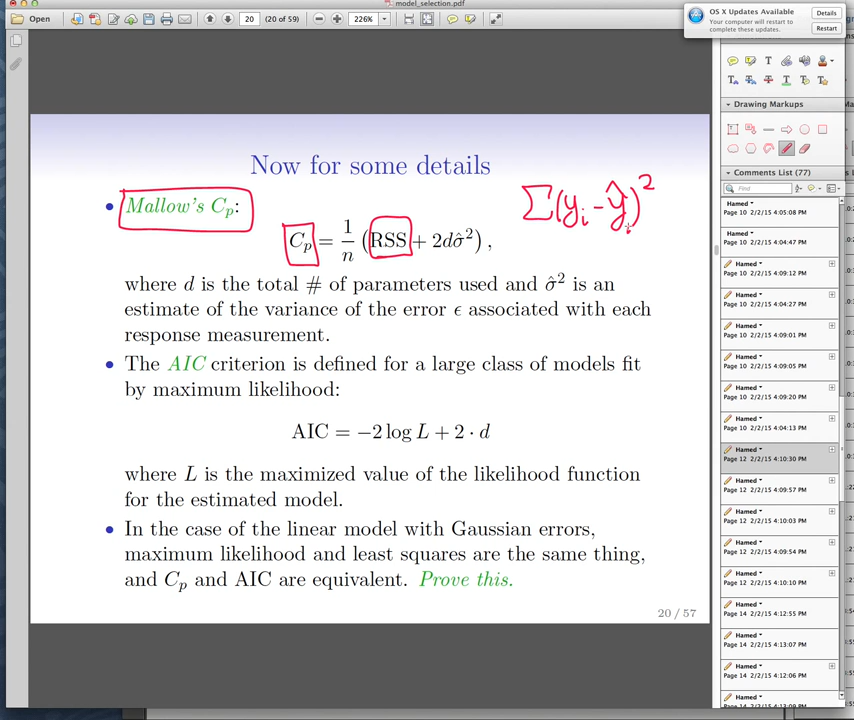 model_selection.pdf
Open
20
(20 of 59)
226%
OS X Updates Available
Your computer will restart to
complete these updates.
Details
Restart
Now for some details
Σ(yᵢ - ŷ)²
• Mallow's Cₚ:
Cₚ = 1/n (RSS + 2dσ̂²),
where d is the total # of parameters used and σ̂² is an
estimate of the variance of the error ϵ associated with each
response measurement.
• The AIC criterion is defined for a large class of models fit
by maximum likelihood:
AIC = −2 log L + 2 · d
where L is the maximized value of the likelihood function
for the estimated model.
• In the case of the linear model with Gaussian errors,
maximum likelihood and least squares are the same thing,
and Cₚ and AIC are equivalent. Prove this.
20 / 57
Drawing Markups
Comments List (77)
Find
Hamed
Page 10 2/2/15 4:05:08 PM
Hamed
Page 10 2/2/15 4:04:47 PM
Hamed
Page 10 2/2/15 4:09:12 PM
Hamed
Page 10 2/2/15 4:04:27 PM
Hamed
Page 10 2/2/15 4:09:01 PM
Hamed
Page 10 2/2/15 4:09:05 PM
Hamed
Page 10 2/2/15 4:09:20 PM
Hamed
Page 10 2/2/15 4:04:13 PM
Hamed
Page 12 2/2/15 4:10:30 PM
Hamed
Page 12 2/2/15 4:09:57 PM
Hamed
Page 12 2/2/15 4:10:03 PM
Hamed
Page 12 2/2/15 4:09:54 PM
Hamed
Page 12 2/2/15 4:10:10 PM
Hamed
Page 14 2/2/15 4:12:55 PM
Hamed
Page 14 2/2/15 4:13:07 PM
Hamed
Page 14 2/2/15 4:12:06 PM
Hamed